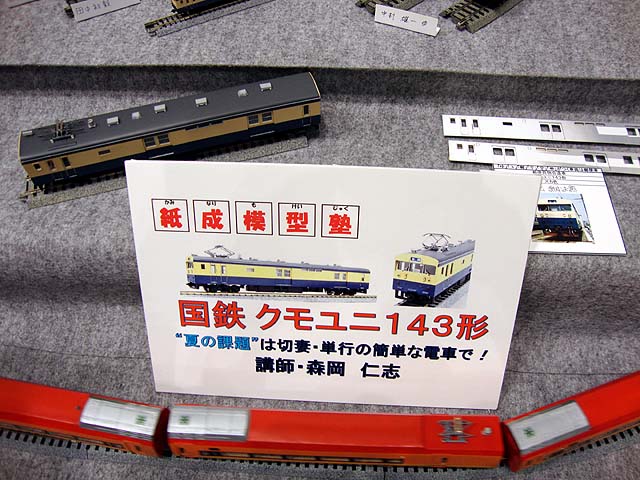 かみ なり も けい じゅく
紙成模型塾
国鉄 クモユニ143形
“夏の課題”は切妻・単行の簡単な電車で！
講師・森岡 仁志